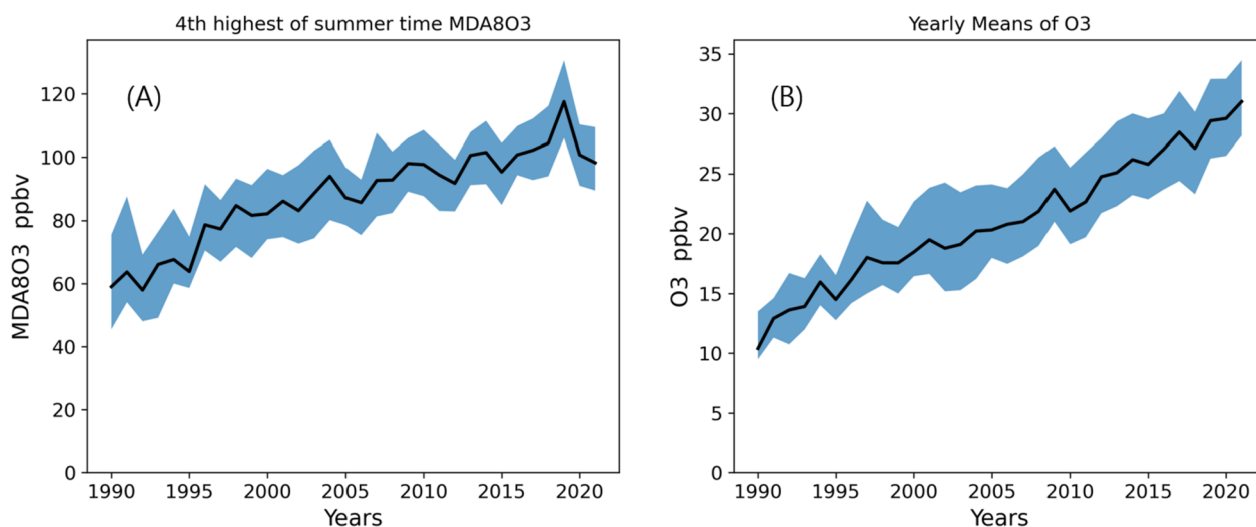 4th highest of summer time MDA8O3
(A)
MDA8O3 ppbv
120
100
80
60
40
20
0
1990 1995 2000 2005 2010 2015 2020
Years
Yearly Means of O3
(B)
O3 ppbv
35
30
25
20
15
10
5
0
1990 1995 2000 2005 2010 2015 2020
Years